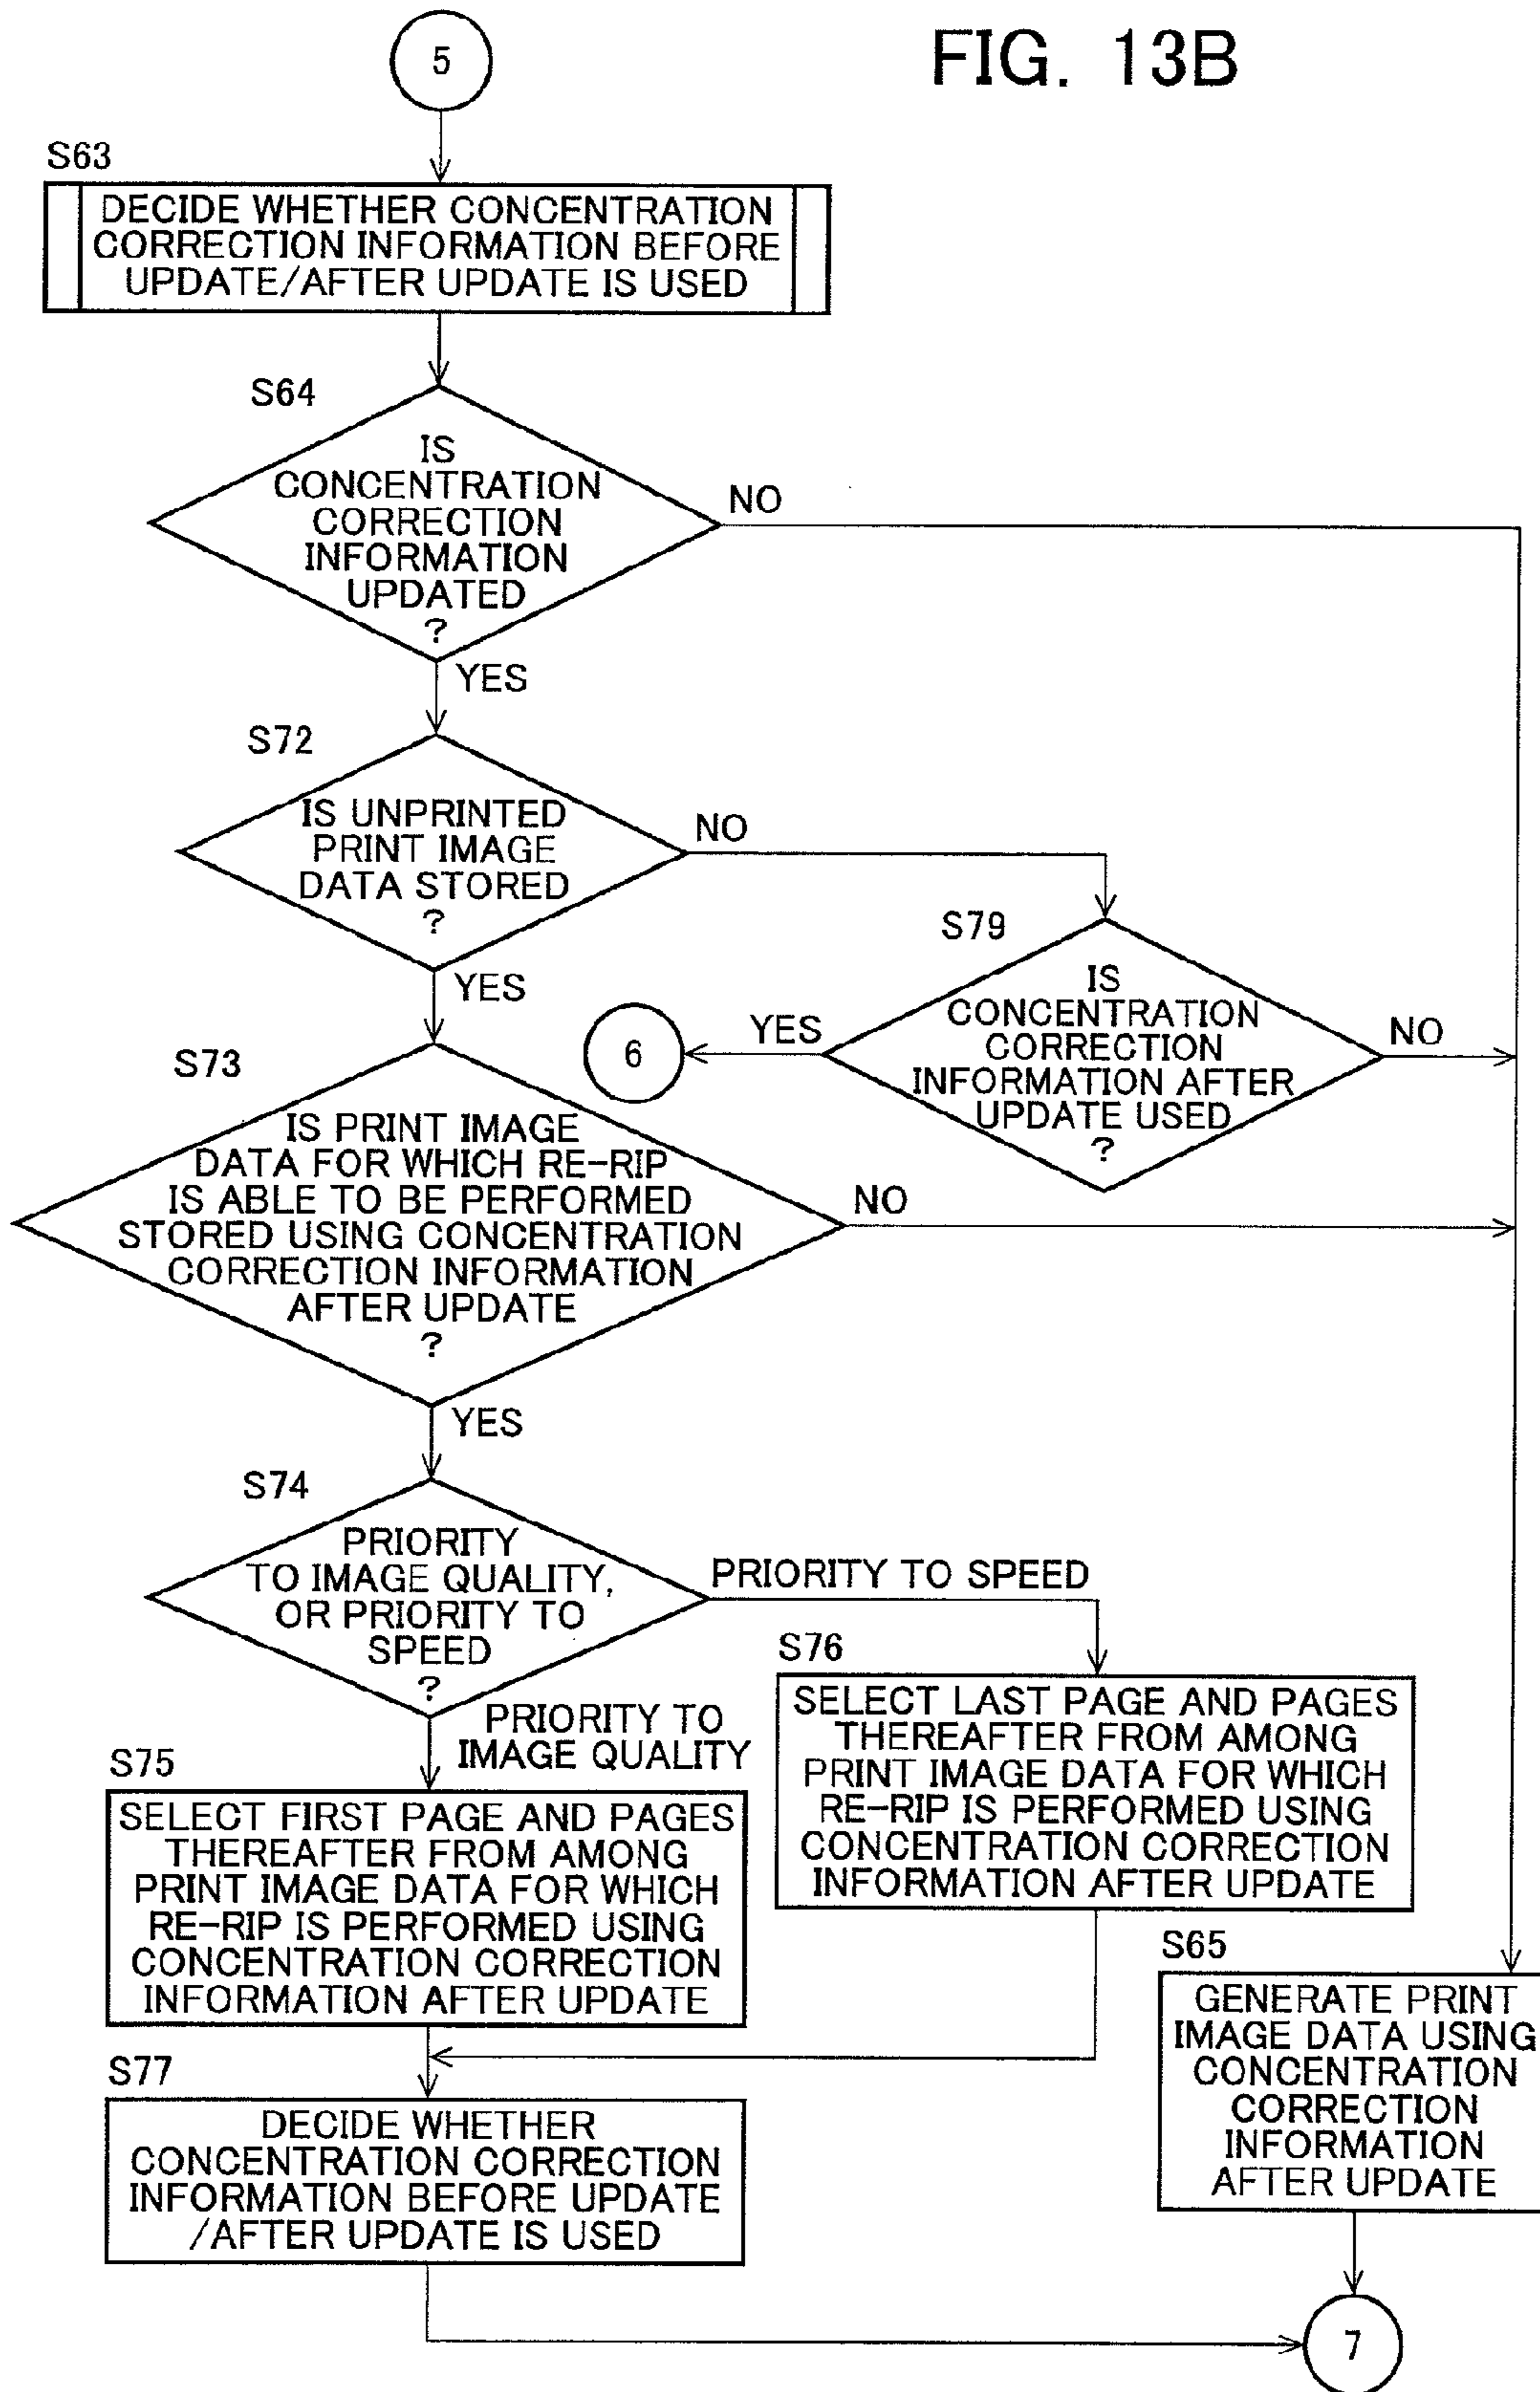 FIG. 13B
5
S63
DECIDE WHETHER CONCENTRATION
CORRECTION INFORMATION BEFORE
UPDATE/AFTER UPDATE IS USED
S64
IS
CONCENTRATION
CORRECTION
INFORMATION
UPDATED
?
NO
YES
S72
IS UNPRINTED
PRINT IMAGE
DATA STORED
?
NO
YES
S79
IS
CONCENTRATION
CORRECTION
INFORMATION AFTER
UPDATE USED
?
YES
NO
6
S73
IS PRINT IMAGE
DATA FOR WHICH RE-RIP
IS ABLE TO BE PERFORMED
STORED USING CONCENTRATION
CORRECTION INFORMATION
AFTER UPDATE
?
NO
YES
S74
PRIORITY
TO IMAGE QUALITY,
OR PRIORITY TO
SPEED
?
PRIORITY TO SPEED
PRIORITY TO
IMAGE QUALITY
S76
SELECT LAST PAGE AND PAGES
THEREAFTER FROM AMONG
PRINT IMAGE DATA FOR WHICH
RE-RIP IS PERFORMED USING
CONCENTRATION CORRECTION
INFORMATION AFTER UPDATE
S75
SELECT FIRST PAGE AND PAGES
THEREAFTER FROM AMONG
PRINT IMAGE DATA FOR WHICH
RE-RIP IS PERFORMED USING
CONCENTRATION CORRECTION
INFORMATION AFTER UPDATE
S65
GENERATE PRINT
IMAGE DATA USING
CONCENTRATION
CORRECTION
INFORMATION
AFTER UPDATE
S77
DECIDE WHETHER
CONCENTRATION CORRECTION
INFORMATION BEFORE UPDATE
/AFTER UPDATE IS USED
7